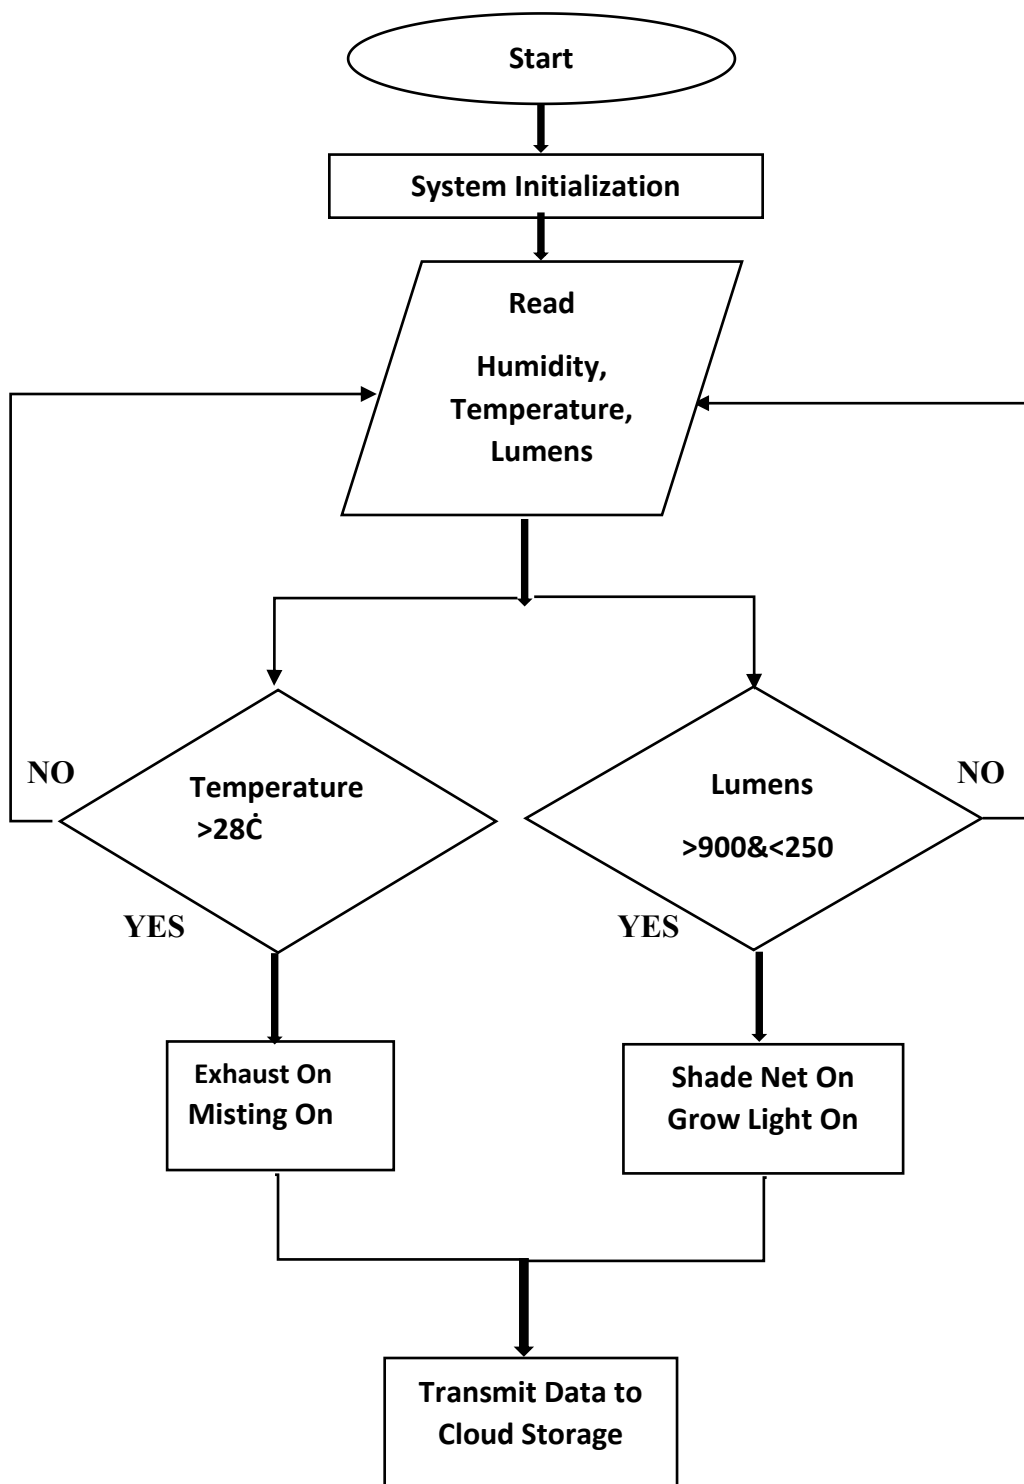 Start
System Initialization
Read
Humidity,
Temperature,
Lumens
NO
Temperature
>28Ċ
YES
Lumens
>900&<250
NO
YES
Exhaust On
Misting On
Shade Net On
Grow Light On
Transmit Data to
Cloud Storage